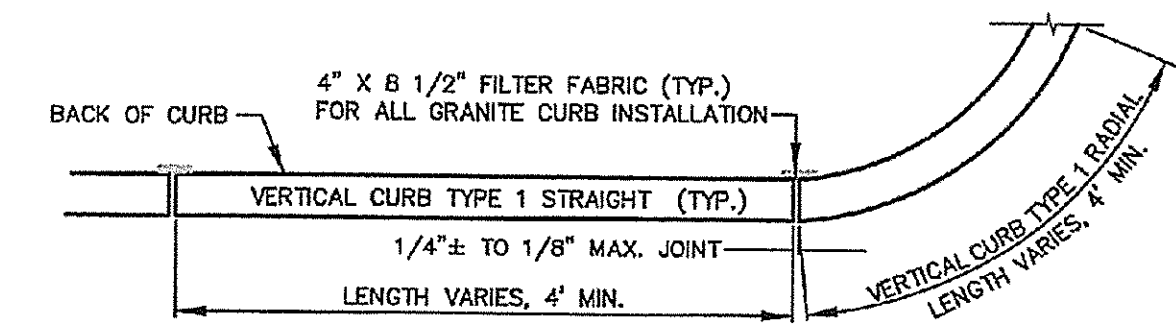 4" X 8 1/2" FILTER FABRIC (TYP.)
FOR ALL GRANITE CURB INSTALLATION
BACK OF CURB
VERTICAL CURB TYPE 1 STRAIGHT (TYP.)
1/4"± TO 1/8" MAX. JOINT
LENGTH VARIES, 4' MIN.
VERTICAL CURB TYPE 1 RADIAL
LENGTH VARIES, 4' MIN.